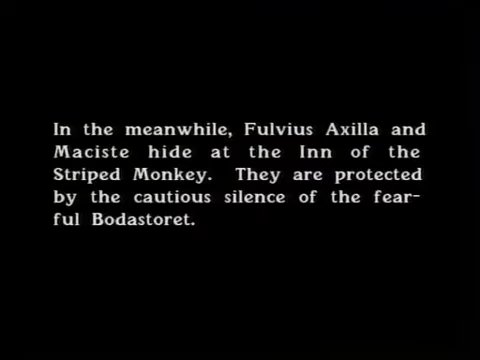 In the meanwhile, Fulvius Axilla and
Maciste hide at the Inn of the
Striped Monkey. They are protected
by the cautious silence of the fear-
ful Bodastoret.